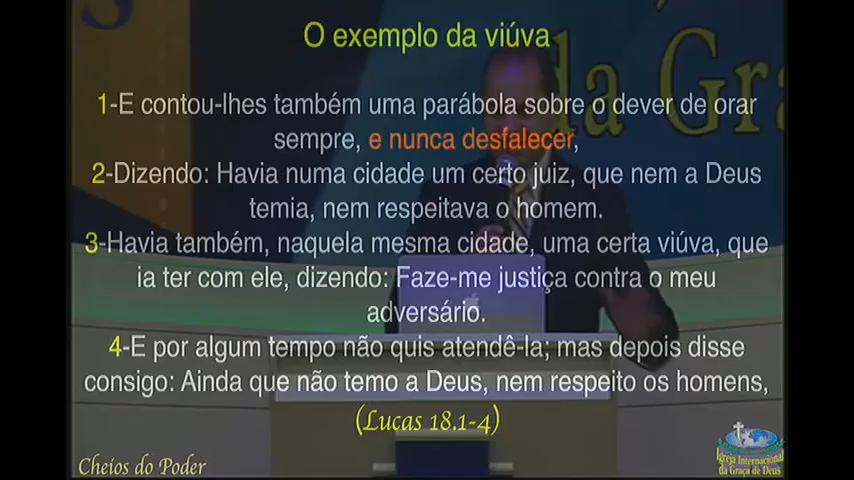 O exemplo da viúva
da Graç
1-E contou-lhes também uma parábola sobre o dever de orar
sempre, e nunca desfalecer,
2-Dizendo: Havia numa cidade um certo juiz, que nem a Deus
temia, nem respeitava o homem.
3-Havia também, naquela mesma cidade, uma certa viúva, que
ia ter com ele, dizendo: Faze-me justiça contra o meu
adversário.
4-E por algum tempo não quis atendê-la; mas depois disse
consigo: Ainda que não temo a Deus, nem respeito os homens,
(Lucas 18.1-4)
Cheios do Poder
Igreja Internacional
da Graça de Deus